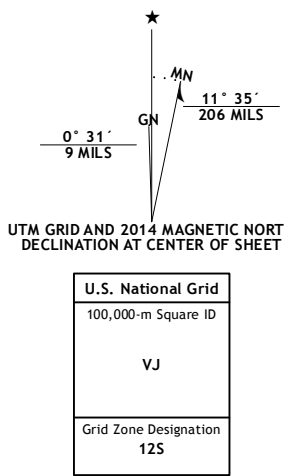 ★
MN
11° 35´
206 MILS
GN
0° 31´
9 MILS
UTM GRID AND 2014 MAGNETIC NORT
DECLINATION AT CENTER OF SHEET
U.S. National Grid
100,000-m Square ID
VJ
Grid Zone Designation
12S